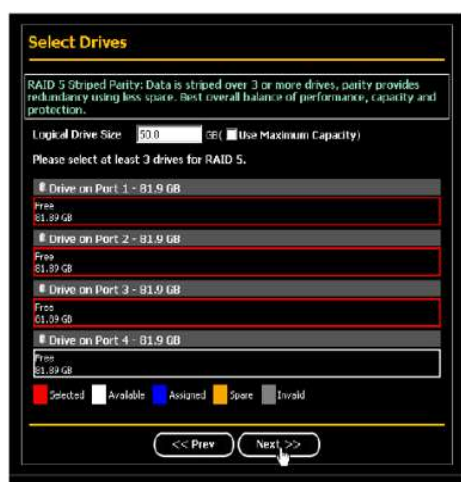 Select Drives
RAID 5 Striped Parity: Data is striped over 3 or more drives, parity provides
redundancy using less space. Best overall balance of performance, capacity and
protection.
Logical Drive Size 50.0 GB( Use Maximum Capacity)
Please select at least 3 drives for RAID 5.
Drive on Port 1 - 81.9 GB
Free
81.89 GB
Drive on Port 2 - 81.9 GB
Free
81.89 GB
Drive on Port 3 - 81.9 GB
Free
81.89 GB
Drive on Port 4 - 81.9 GB
Free
81.89 GB
Selected Available Assigned Spare Invalid
<< Prev Next >>